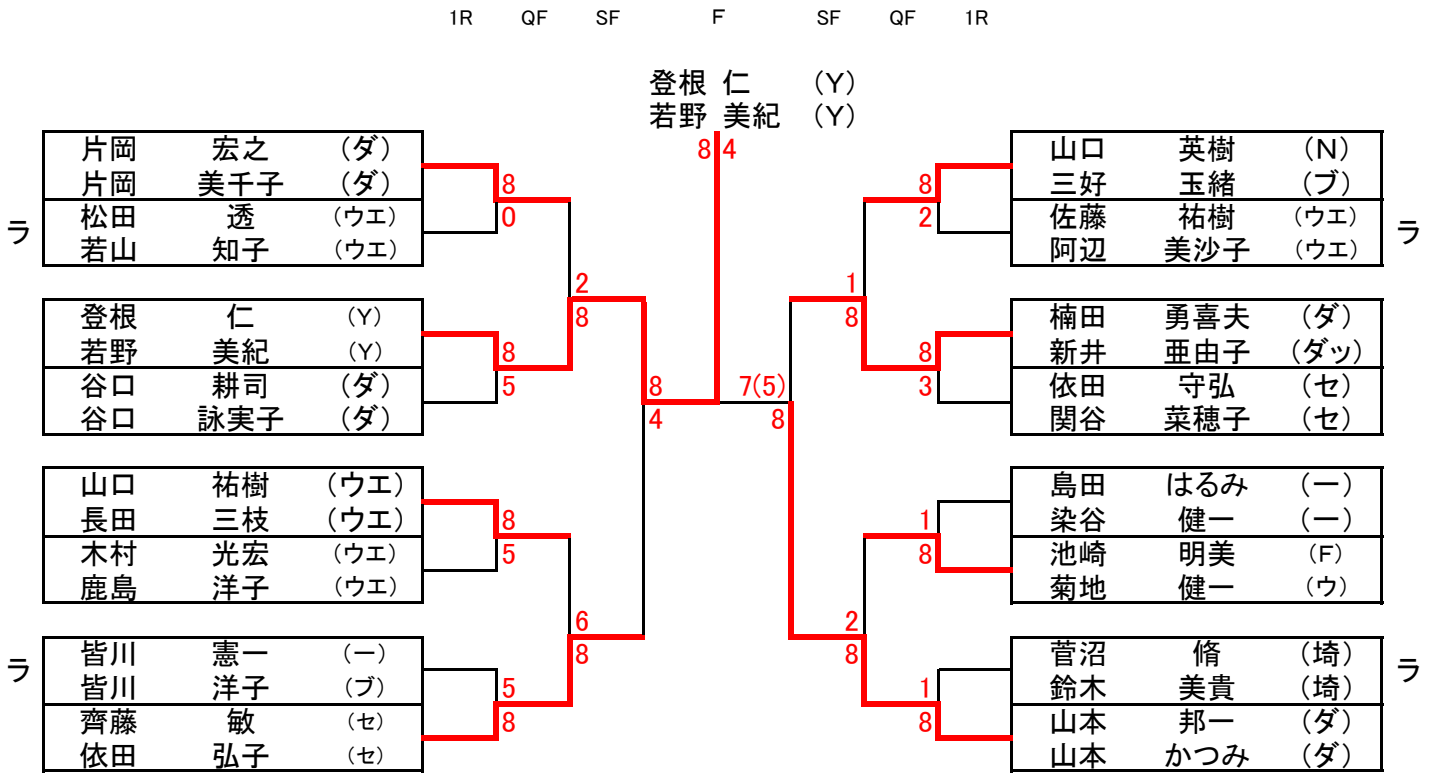 1R QF SF F SF QF 1R
登根 仁 (Y)
若野 美紀 (Y)
8 4
片岡 宏之 (ダ)
片岡 美千子 (ダ)
松田 透 (ウエ)
若山 知子 (ウエ)
ラ
8
0
登根 仁 (Y)
若野 美紀 (Y)
谷口 耕司 (ダ)
谷口 詠実子 (ダ)
8
5
2
8
山口 祐樹 (ウエ)
長田 三枝 (ウエ)
木村 光宏 (ウエ)
鹿島 洋子 (ウエ)
8
5
皆川 憲一 (一)
皆川 洋子 (ブ)
齊藤 敏 (セ)
依田 弘子 (セ)
ラ
5
8
6
8
8
4
山口 英樹 (N)
三好 玉緒 (ブ)
佐藤 祐樹 (ウエ)
阿辺 美沙子 (ウエ)
ラ
8
2
楠田 勇喜夫 (ダ)
新井 亜由子 (ダッ)
依田 守弘 (セ)
関谷 菜穂子 (セ)
8
3
1
8
島田 はるみ (一)
染谷 健一 (一)
池崎 明美 (F)
菊地 健一 (ウ)
1
8
菅沼 脩 (埼)
鈴木 美貴 (埼)
山本 邦一 (ダ)
山本 かつみ (ダ)
ラ
1
8
2
8
7(5)
8